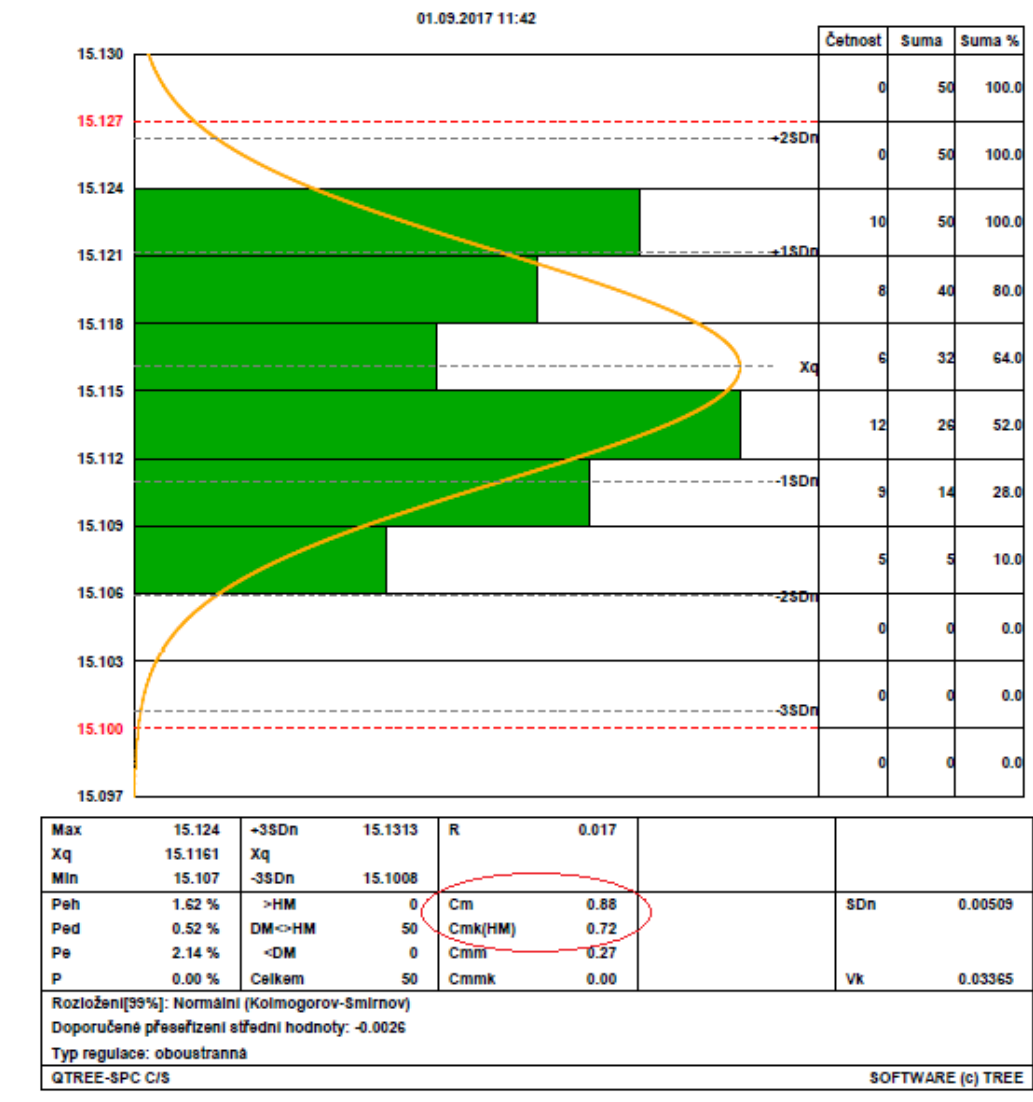 01.09.2017 11:42
Četnost Suma Suma %
15.130
0 50 100.0
15.127
+2SDn
0 50 100.0
15.124
10 50 100.0
+1SDn
15.121
8 40 80.0
15.118
Xq 6 32 64.0
15.115
12 26 52.0
15.112
-1SDn
9 14 28.0
15.109
5 5 10.0
15.106
-2SDn
0 0 0.0
15.103
0 0 0.0
-3SDn
15.100
0 0 0.0
15.097
Max 15.124 +3SDn 15.1313 R 0.017
Xq 15.1161 Xq
Min 15.107 -3SDn 15.1008
Peh 1.62 % >HM 0 Cm 0.88 SDn 0.00509
Ped 0.52 % DM<>HM 50 Cmk(HM) 0.72
Pe 2.14 % <DM 0 Cmm 0.27
P 0.00 % Celkem 50 Cmmk 0.00 Vk 0.03365
Rozložení[99%]: Normální (Kolmogorov-Smirnov)
Doporučené přeseřízení střední hodnoty: -0.0026
Typ regulace: oboustranná
QTREE-SPC C/S SOFTWARE (c) TREE